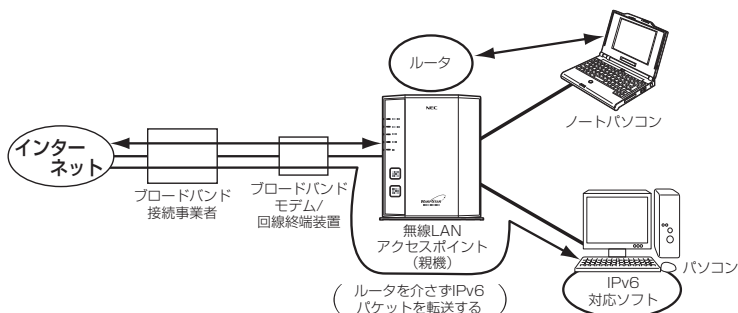 ルータ
NEC
ノートパソコン
インター
ネット
ブロードバンド
接続事業者
ブロードバンド
モデム/
回線終端装置
無線LAN
アクセスポイント
(親機)
パソコン
IPv6
対応ソフト
ルータを介さずIPv6
パケットを転送する